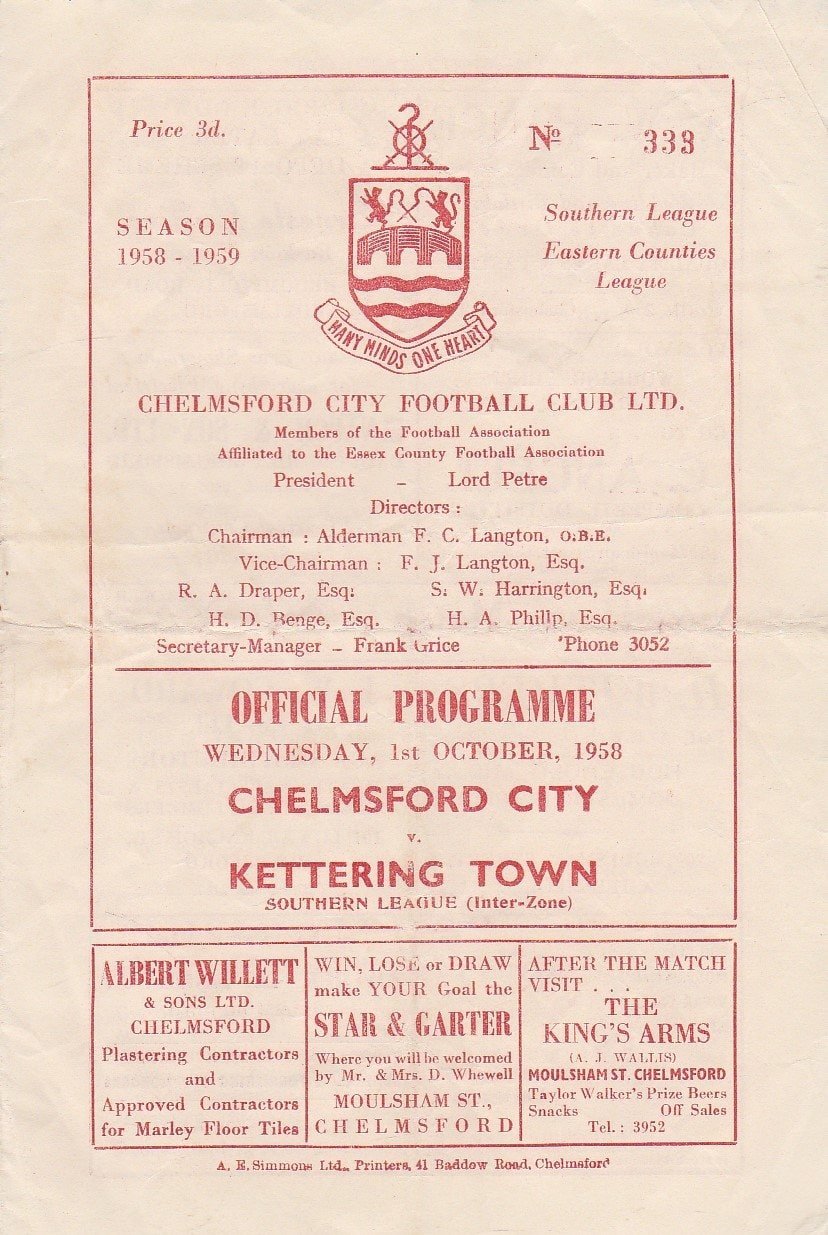 Price 3d.
Nº 338
SEASON
1958 - 1959
Southern League
Eastern Counties
League
MANY MINDS ONE HEART
CHELMSFORD CITY FOOTBALL CLUB LTD.
Members of the Football Association
Affiliated to the Essex County Football Association
President - Lord Petre
Directors :
Chairman : Alderman F. C. Langton, O.B.E.
Vice-Chairman : F. J. Langton, Esq.
R. A. Draper, Esq. S. W. Harrington, Esq.
H. D. Benge, Esq. H. A. Philip, Esq.
Secretary-Manager - Frank Grice 'Phone 3052
OFFICIAL PROGRAMME
WEDNESDAY, 1st OCTOBER, 1958
CHELMSFORD CITY
v.
KETTERING TOWN
SOUTHERN LEAGUE (Inter-Zone)
ALBERT WILLETT
& SONS LTD.
CHELMSFORD
Plastering Contractors
and
Approved Contractors
for Marley Floor Tiles
WIN, LOSE or DRAW
make YOUR Goal the
STAR & GARTER
Where you will be welcomed
by Mr. & Mrs. D. Whewell
MOULSHAM ST.,
CHELMSFORD
AFTER THE MATCH
VISIT . . .
THE
KING'S ARMS
(A. J. WALLIS)
MOULSHAM ST. CHELMSFORD
Taylor Walker's Prize Beers
Snacks Off Sales
Tel. : 3952
A. E. Simmons Ltd., Printers, 41 Baddow Road, Chelmsford